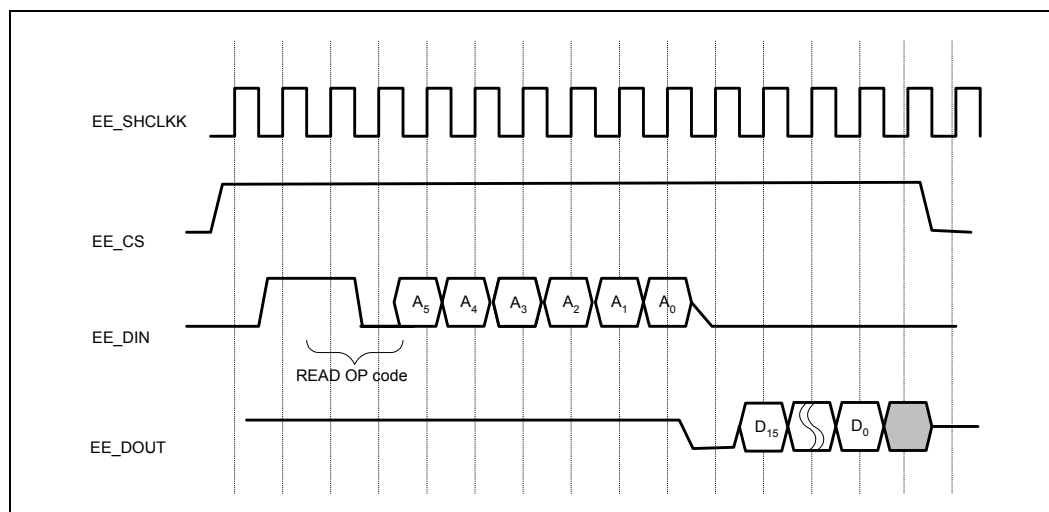 EE_SHCLKK
EE_CS
EE_DIN
A5 A4 A3 A2 A1 A0
READ OP code
EE_DOUT
D15 D0